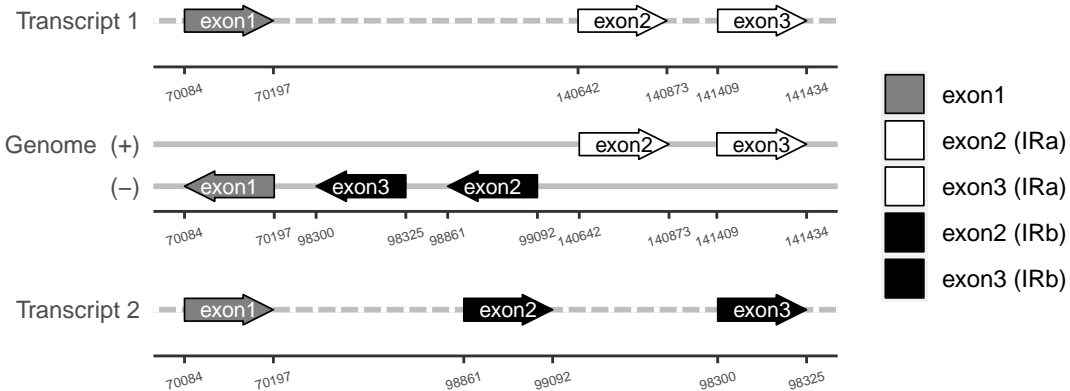 Transcript 1 exon1 exon2 exon3
70084 70197 140642 140873 141409 141434
Genome (+) exon2 exon3
(−) exon1 exon3 exon2
70084 70197 98300 98325 98861 99092 140642 140873 141409 141434
Transcript 2 exon1 exon2 exon3
70084 70197 98861 99092 98300 98325
exon1
exon2 (IRa)
exon3 (IRa)
exon2 (IRb)
exon3 (IRb)